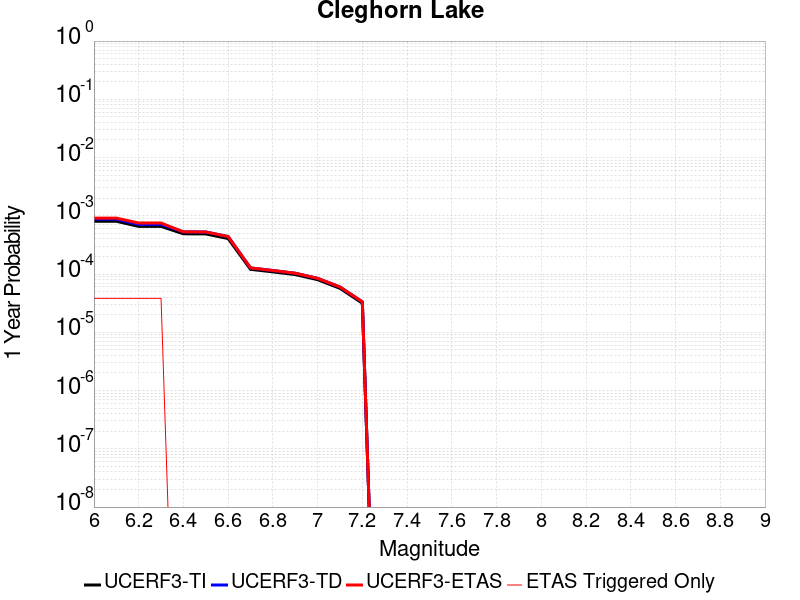 Cleghorn Lake
10^0
10^-1
10^-2
10^-3
10^-4
10^-5
10^-6
10^-7
10^-8
1 Year Probability
6 6.2 6.4 6.6 6.8 7 7.2 7.4 7.6 7.8 8 8.2 8.4 8.6 8.8 9
Magnitude
UCERF3-TI UCERF3-TD UCERF3-ETAS ETAS Triggered Only